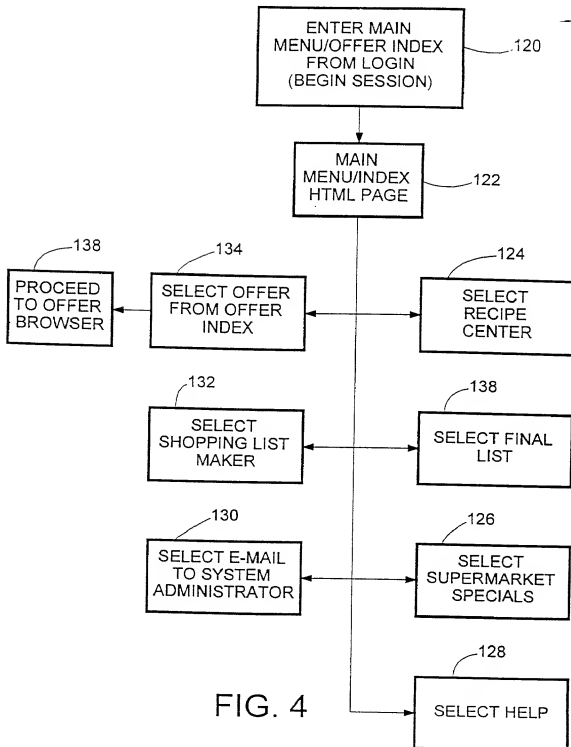 ENTER MAIN
MENU/OFFER INDEX
FROM LOGIN
(BEGIN SESSION)
120
MAIN
MENU/INDEX
HTML PAGE
122
138
PROCEED
TO OFFER
BROWSER
134
SELECT OFFER
FROM OFFER
INDEX
124
SELECT
RECIPE
CENTER
132
SELECT
SHOPPING LIST
MAKER
138
SELECT FINAL
LIST
130
SELECT E-MAIL
TO SYSTEM
ADMINISTRATOR
126
SELECT
SUPERMARKET
SPECIALS
128
SELECT HELP
FIG. 4